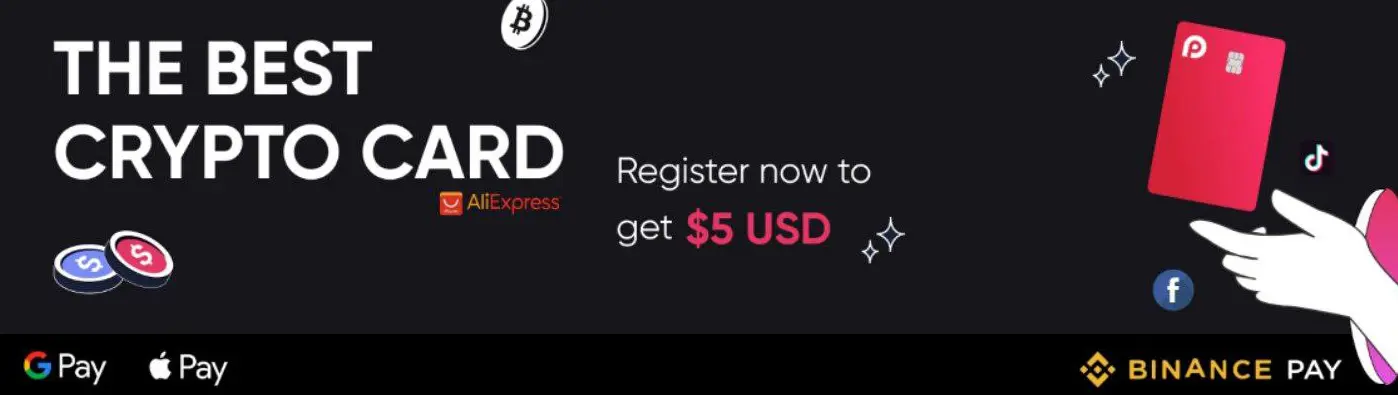 THE BEST
CRYPTO CARD
AliExpress
Register now to
get $5 USD
G Pay
Pay
BINANCE PAY